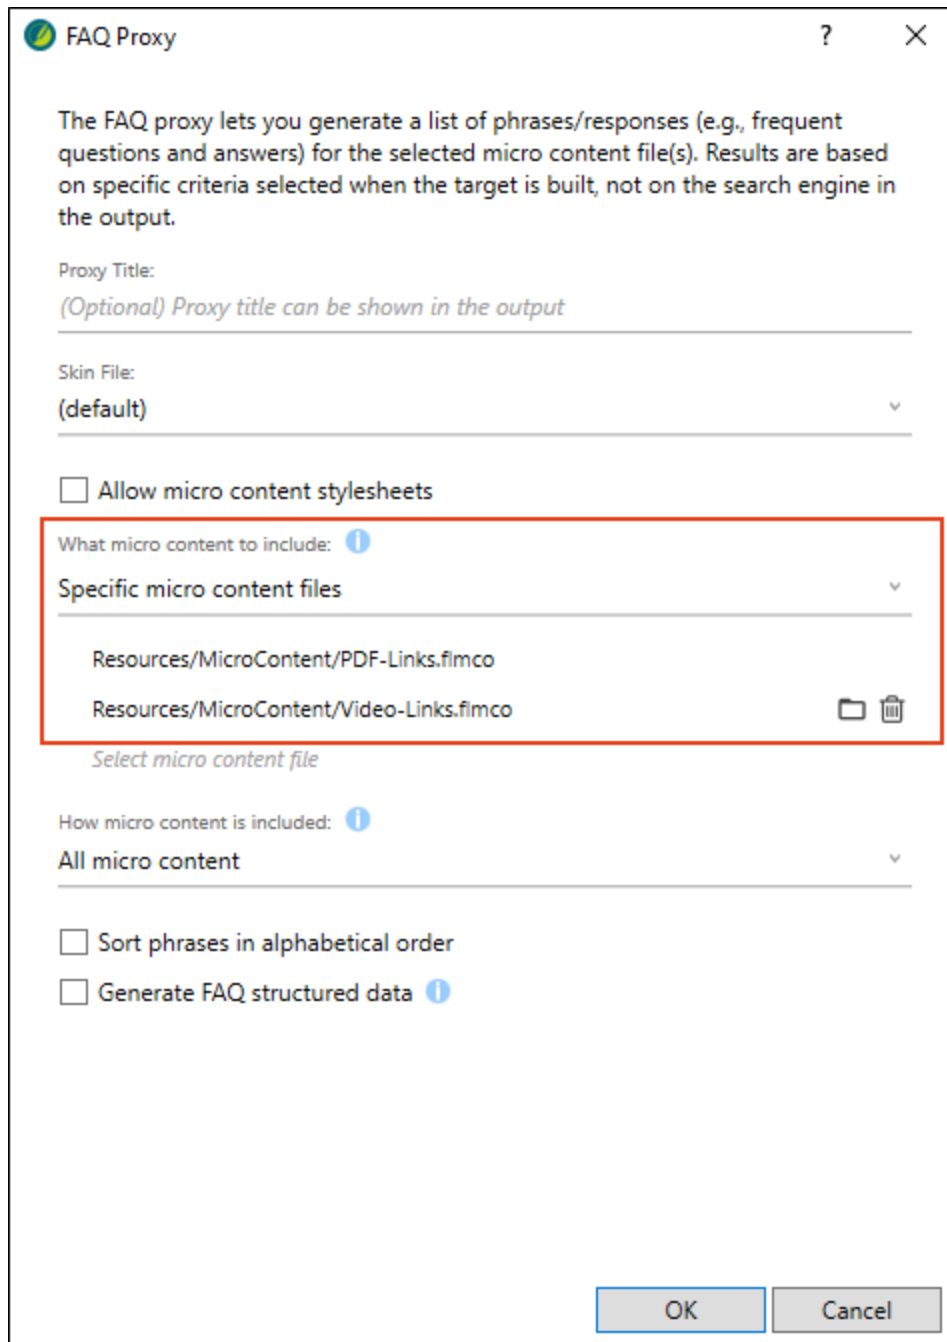 FAQ Proxy ?
The FAQ proxy lets you generate a list of phrases/responses (e.g., frequent
questions and answers) for the selected micro content file(s). Results are based
on specific criteria selected when the target is built, not on the search engine in
the output.
Proxy Title:
(Optional) Proxy title can be shown in the output
Skin File:
(default)
Allow micro content stylesheets
What micro content to include:
Specific micro content files
Resources/MicroContent/PDF-Links.flmco
Resources/MicroContent/Video-Links.flmco
Select micro content file
How micro content is included:
All micro content
Sort phrases in alphabetical order
Generate FAQ structured data
OK Cancel